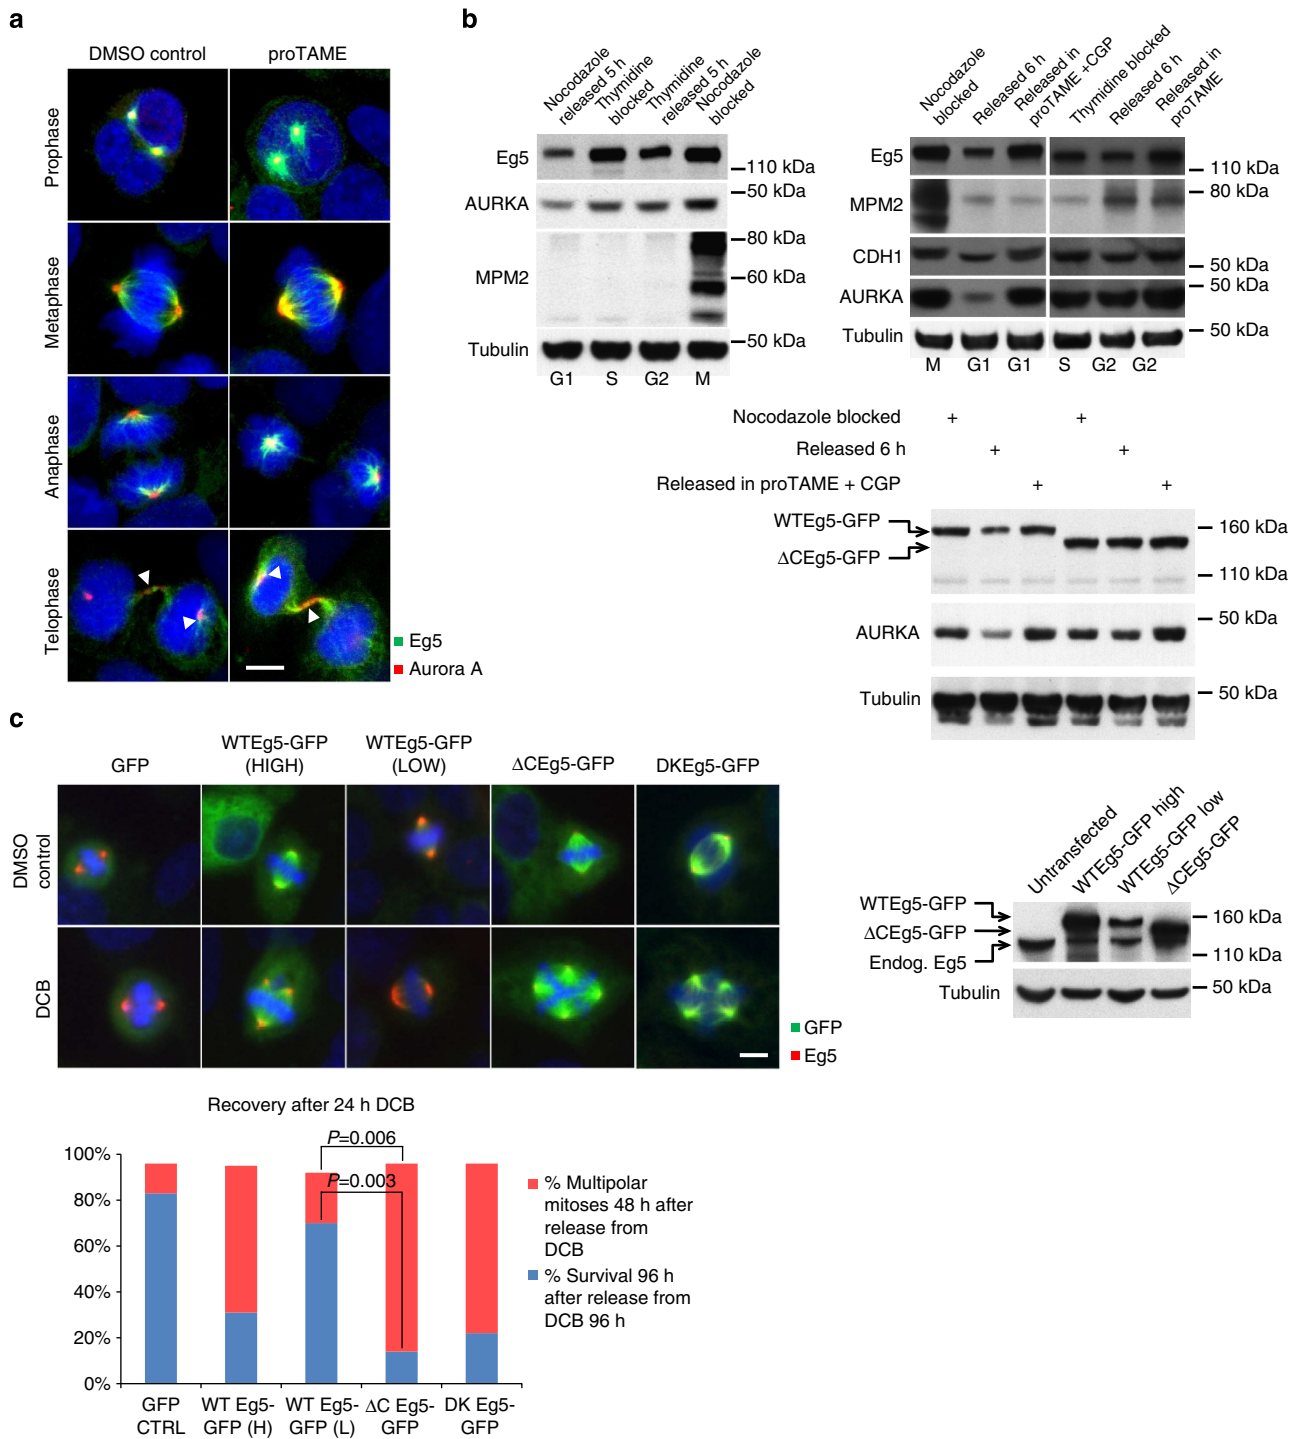 a
DMSO control
proTAME
Prophase
Metaphase
Anaphase
Telophase
Eg5
Aurora A
b
Nocodazole
released 5 h
Thymidine
blocked
Thymidine
released 5 h
Nocodazole
blocked
Eg5
110 kDa
AURKA
50 kDa
MPM2
80 kDa
60 kDa
Tubulin
50 kDa
G1 S G2 M
Nocodazole
blocked
Released 6 h
Released in
proTAME +CGP
Thymidine blocked
Released 6 h
Released in
proTAME
Eg5
110 kDa
MPM2
80 kDa
CDH1
50 kDa
AURKA
50 kDa
Tubulin
50 kDa
M G1 G1 S G2 G2
Nocodazole blocked + +
Released 6 h + +
Released in proTAME + CGP + +
WTEg5-GFP
160 kDa
ΔCEg5-GFP
110 kDa
AURKA
50 kDa
Tubulin
50 kDa
c
GFP
WTEg5-GFP
(HIGH)
WTEg5-GFP
(LOW)
ΔCEg5-GFP
DKEg5-GFP
DMSO
control
DCB
GFP
Eg5
Untransfected
WTEg5-GFP high
WTEg5-GFP low
ΔCEg5-GFP
WTEg5-GFP
160 kDa
ΔCEg5-GFP
Endog. Eg5
110 kDa
Tubulin
50 kDa
Recovery after 24 h DCB
100%
80%
60%
40%
20%
0%
P=0.006
P=0.003
% Multipolar
mitoses 48 h after
release from
DCB
% Survival 96 h
after release from
DCB 96 h
GFP
CTRL
WT Eg5-
GFP (H)
WT Eg5-
GFP (L)
ΔC Eg5-
GFP
DK Eg5-
GFP